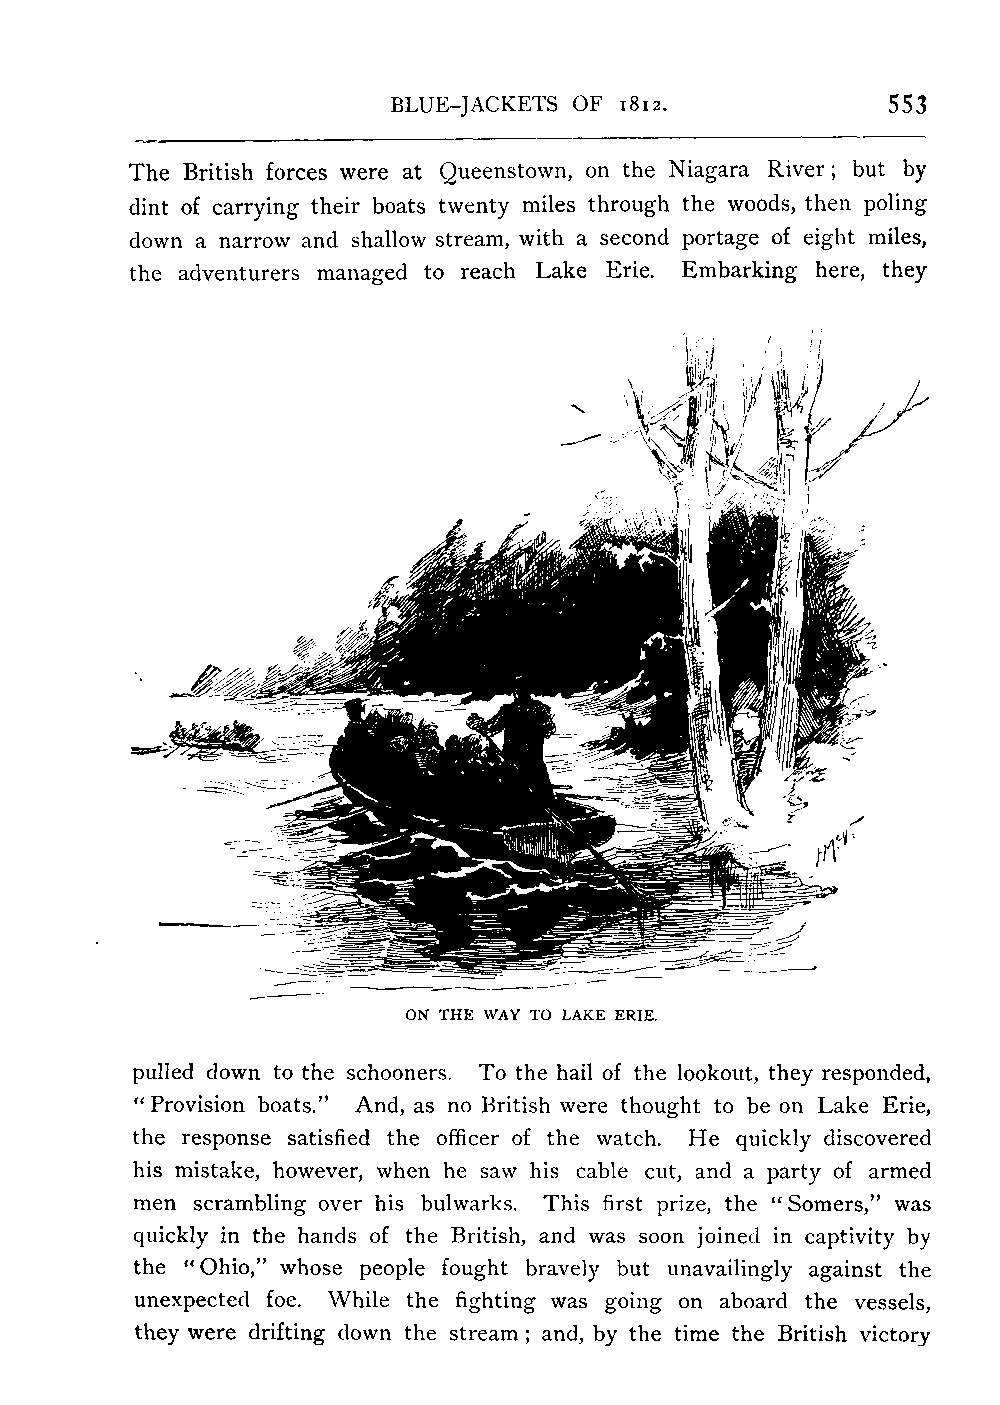 BLUE-JACKETS OF 1812. 553
The British forces were at Queenstown, on the Niagara River; but by
dint of carrying their boats twenty miles through the woods, then poling
down a narrow and shallow stream, with a second portage of eight miles,
the adventurers managed to reach Lake Erie. Embarking here, they
McV.
ON THE WAY TO LAKE ERIE.
pulled down to the schooners. To the hail of the lookout, they responded,
“Provision boats.” And, as no British were thought to be on Lake Erie,
the response satisfied the officer of the watch. He quickly discovered
his mistake, however, when he saw his cable cut, and a party of armed
men scrambling over his bulwarks. This first prize, the “Somers,” was
quickly in the hands of the British, and was soon joined in captivity by
the “Ohio,” whose people fought bravely but unavailingly against the
unexpected foe. While the fighting was going on aboard the vessels,
they were drifting down the stream; and, by the time the British victory